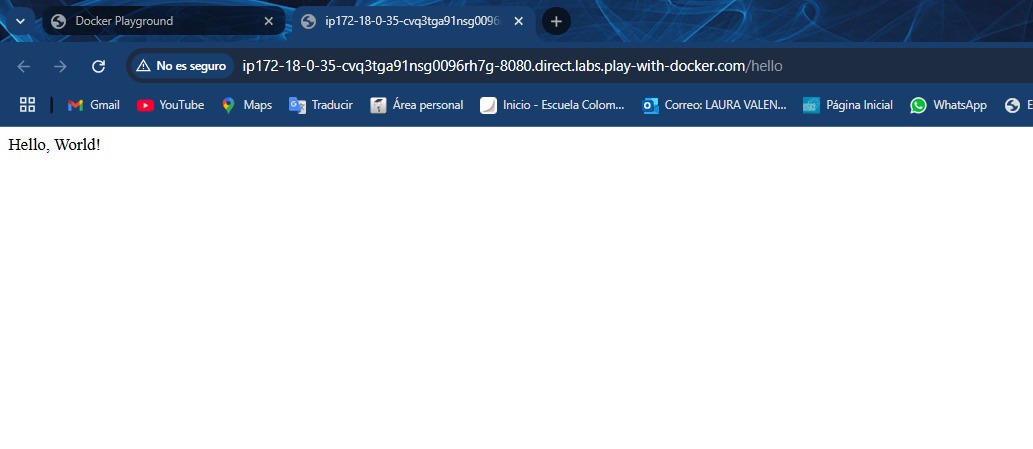 Docker Playground
ip172-18-0-35-cvq3tga91nsg0096
No es seguro ip172-18-0-35-cvq3tga91nsg0096rh7g-8080.direct.labs.play-with-docker.com/hello
Gmail YouTube Maps Traducir Área personal Inicio - Escuela Colom... Correo: LAURA VALEN... Página Inicial WhatsApp E
Hello, World!